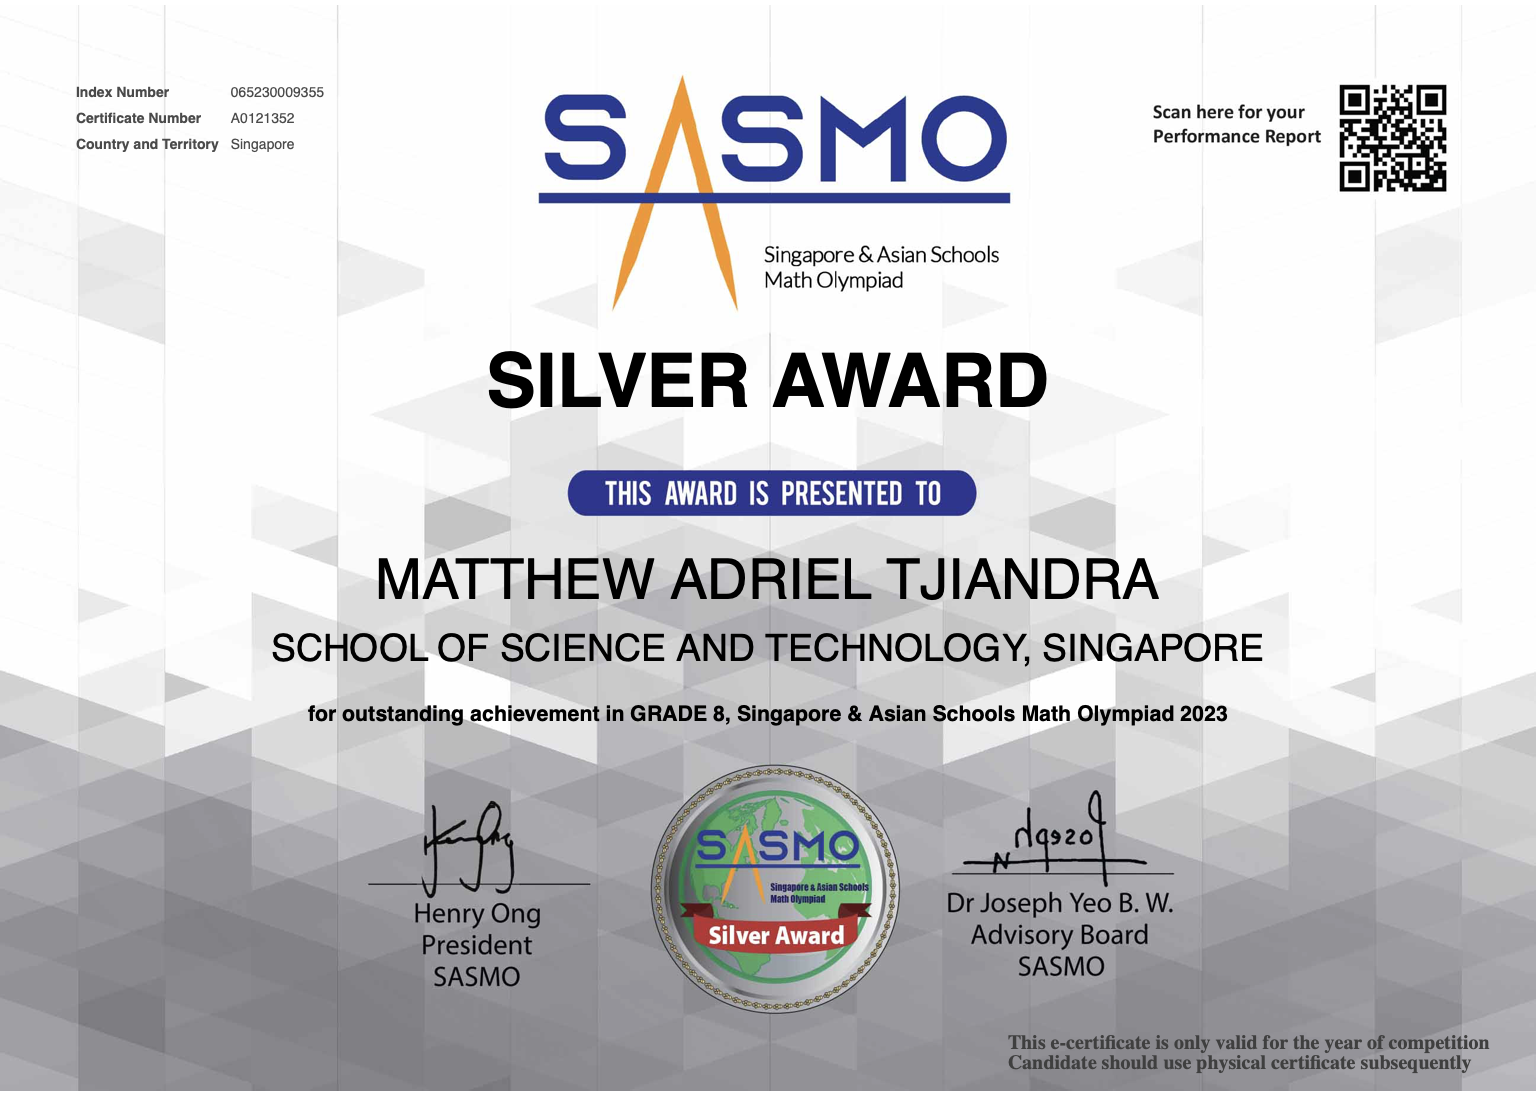 Index Number 065230009355
Certificate Number A0121352
Country and Territory Singapore
SASMO
Singapore & Asian Schools
Math Olympiad
Scan here for your
Performance Report
SILVER AWARD
THIS AWARD IS PRESENTED TO
MATTHEW ADRIEL TJIANDRA
SCHOOL OF SCIENCE AND TECHNOLOGY, SINGAPORE
for outstanding achievement in GRADE 8, Singapore & Asian Schools Math Olympiad 2023
Henry Ong
President
SASMO
SASMO
Singapore & Asian Schools
Math Olympiad
Silver Award
Dr Joseph Yeo B. W.
Advisory Board
SASMO
This e-certificate is only valid for the year of competition
Candidate should use physical certificate subsequently